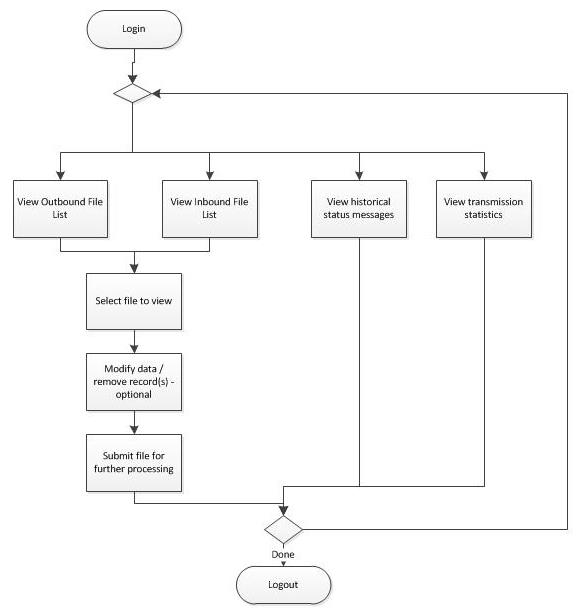 Login
View Outbound File
List
View Inbound File
List
View historical
status messages
View transmission
statistics
Select file to view
Modify data /
remove record(s) -
optional
Submit file for
further processing
Done
Logout